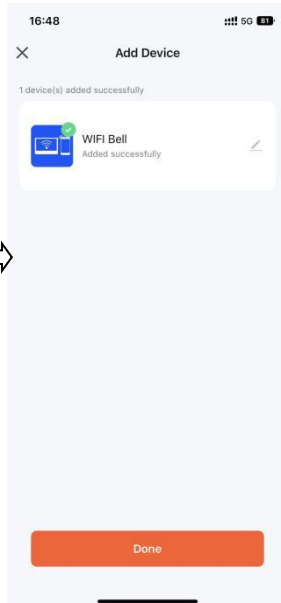 16:48
5G 81
Add Device
1 device(s) added successfully
WIFI Bell
Added successfully
Done